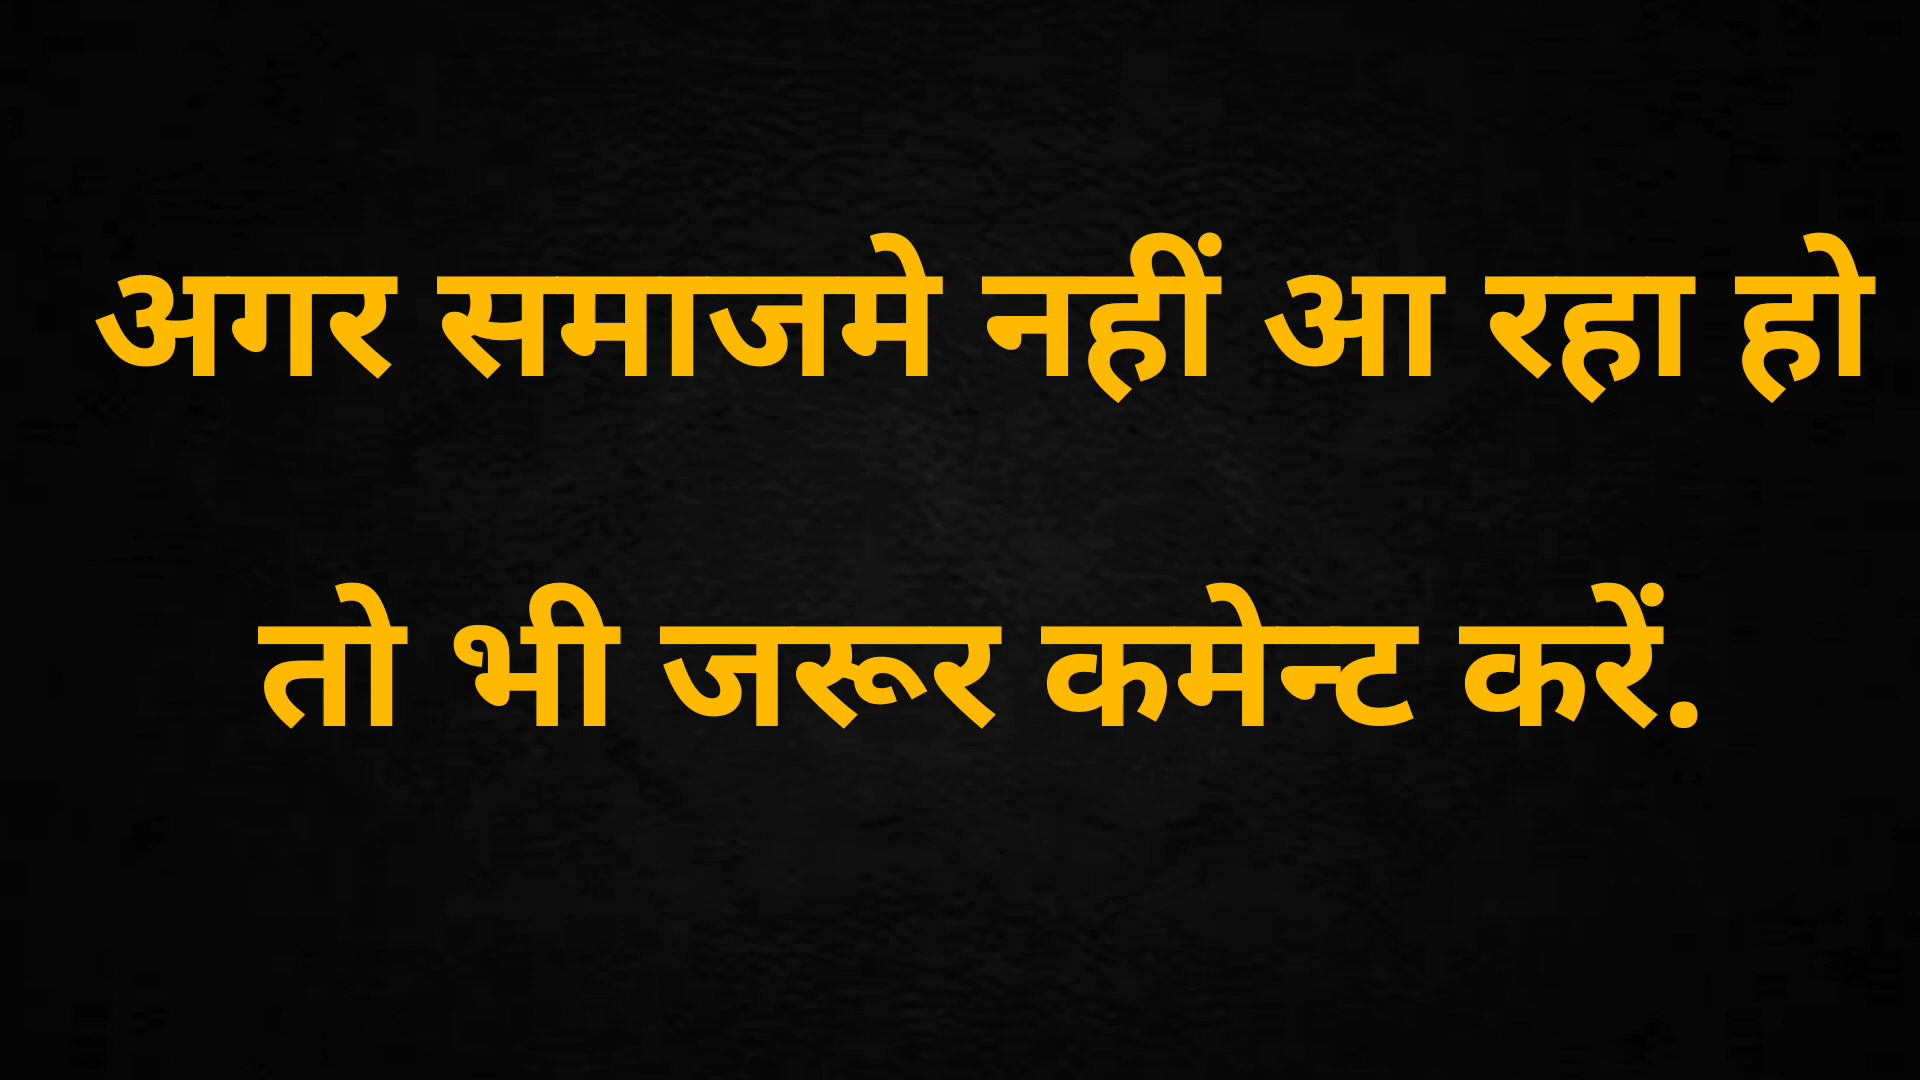 अगर समाजमे नहीं आ रहा हो
तो भी जरूर कमेन्ट करें.